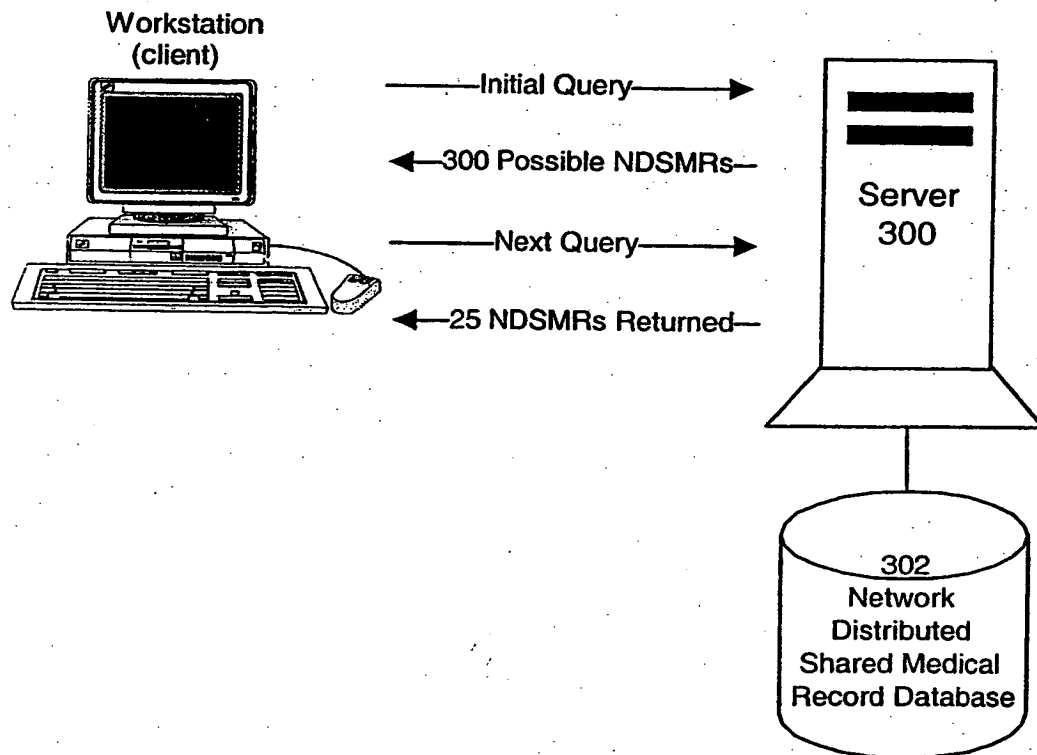 Workstation
(client)
Initial Query
300 Possible NDSMRs
Next Query
25 NDSMRs Returned
Server
300
302
Network
Distributed
Shared Medical
Record Database